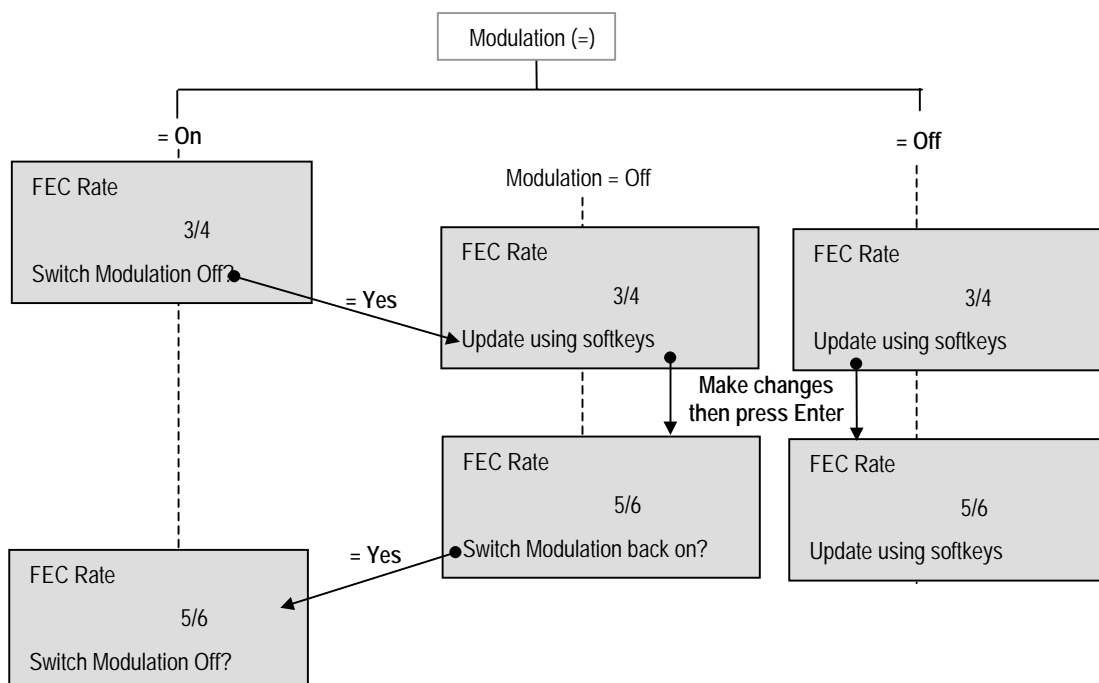 Modulation (=)
= On
= Off
FEC Rate
3/4
Switch Modulation Off?
= Yes
Modulation = Off
FEC Rate
3/4
Update using softkeys
FEC Rate
3/4
Update using softkeys
Make changes
then press Enter
FEC Rate
5/6
Switch Modulation back on?
= Yes
FEC Rate
5/6
Update using softkeys
FEC Rate
5/6
Switch Modulation Off?